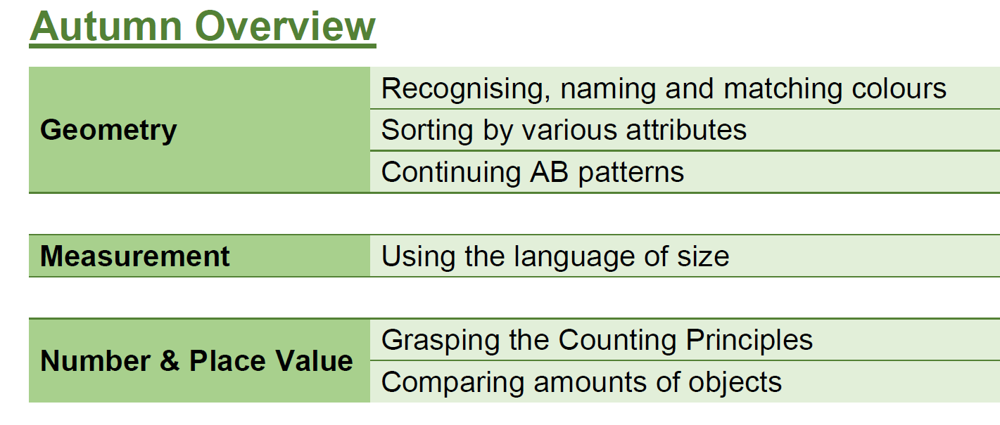 Autumn Overview
Geometry
Recognising, naming and matching colours
Sorting by various attributes
Continuing AB patterns
Measurement
Using the language of size
Number & Place Value
Grasping the Counting Principles
Comparing amounts of objects